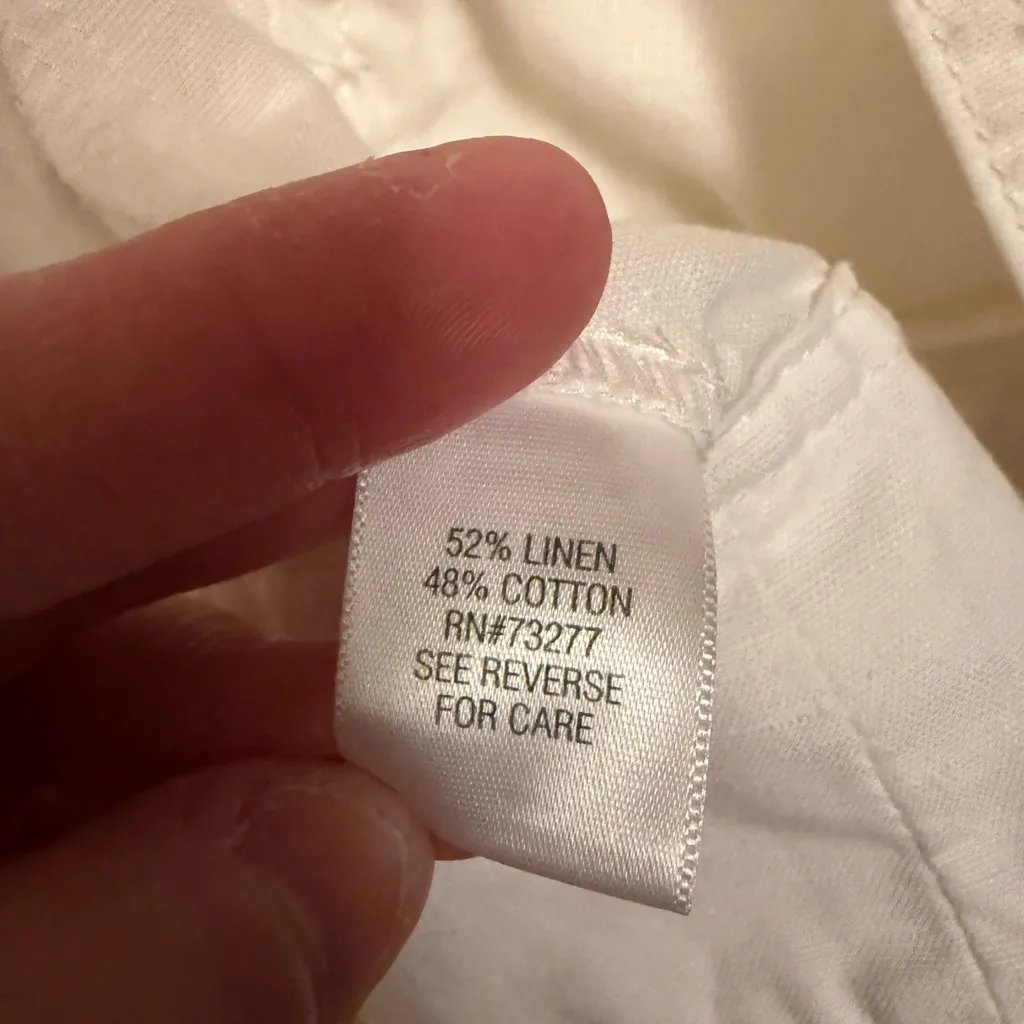 52% LINEN
48% COTTON
RN#73277
SEE REVERSE
FOR CARE